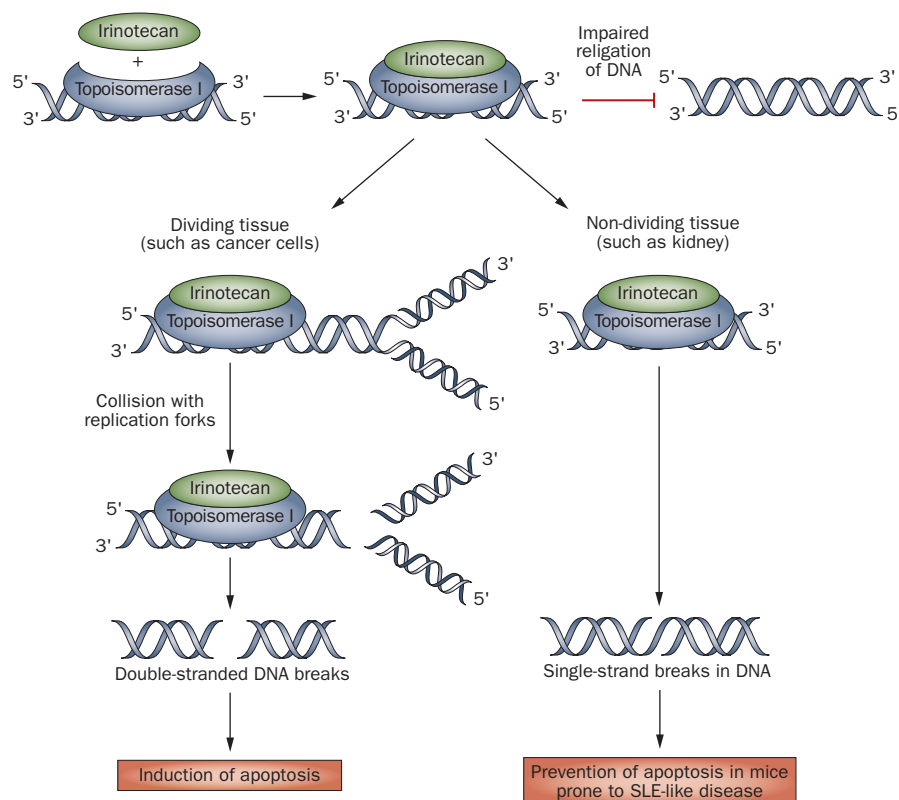 Irinotecan
+
Topoisomerase I
5'
3'
3'
5'
Irinotecan
Topoisomerase I
5'
3'
3'
5'
Impaired
religation
of DNA
5'
3'
3'
5
Dividing tissue
(such as cancer cells)
Irinotecan
Topoisomerase I
5'
3'
3'
5'
Non-dividing tissue
(such as kidney)
Irinotecan
Topoisomerase I
5'
3'
3'
5'
Collision with
replication forks
Irinotecan
Topoisomerase I
5'
3'
3'
5'
Double-stranded DNA breaks
Single-strand breaks in DNA
Induction of apoptosis
Prevention of apoptosis in mice
prone to SLE-like disease